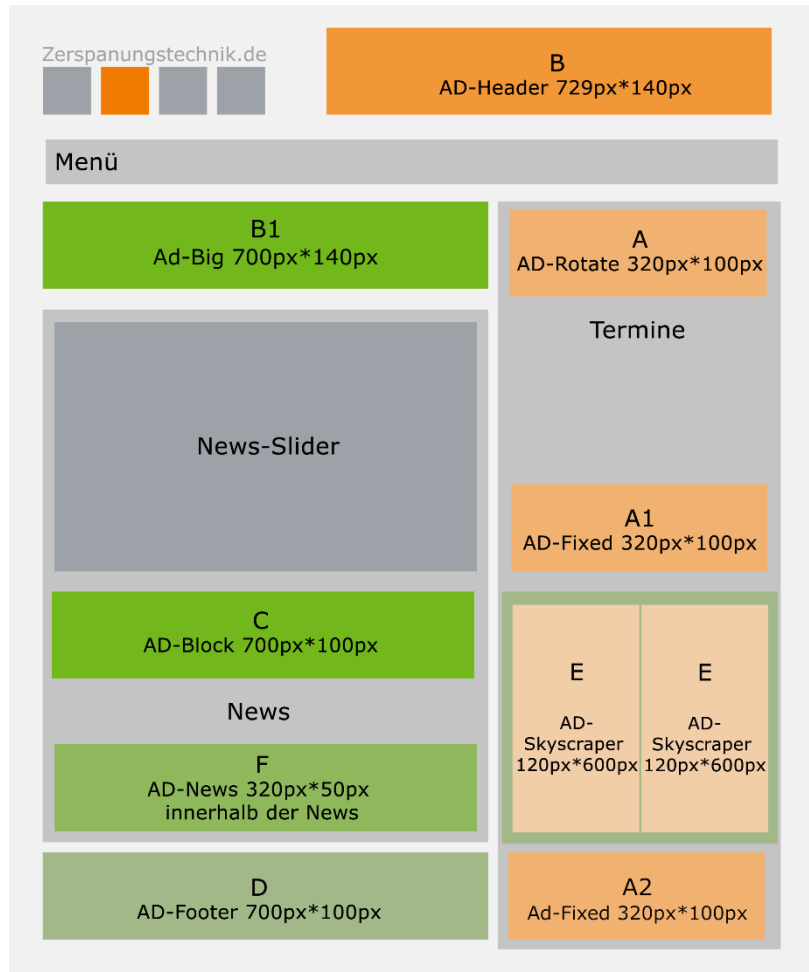 Zerspanungstechnik.de
B
AD-Header 729px*140px
Menü
B1
Ad-Big 700px*140px
A
AD-Rotate 320px*100px
Termine
News-Slider
A1
AD-Fixed 320px*100px
C
AD-Block 700px*100px
News
F
AD-News 320px*50px
innerhalb der News
E
AD-
Skyscraper
120px*600px
E
AD-
Skyscraper
120px*600px
D
AD-Footer 700px*100px
A2
Ad-Fixed 320px*100px